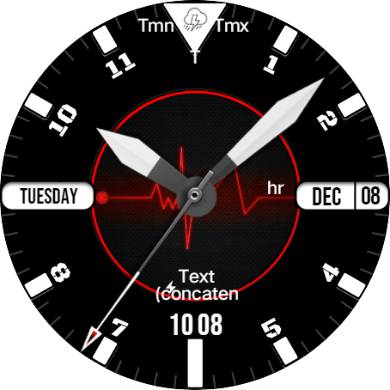 Tmn Tmx
T
11 1
10 2
hr
TUESDAY DEC 08
Text
(concaten
8 4
10 08
7 5